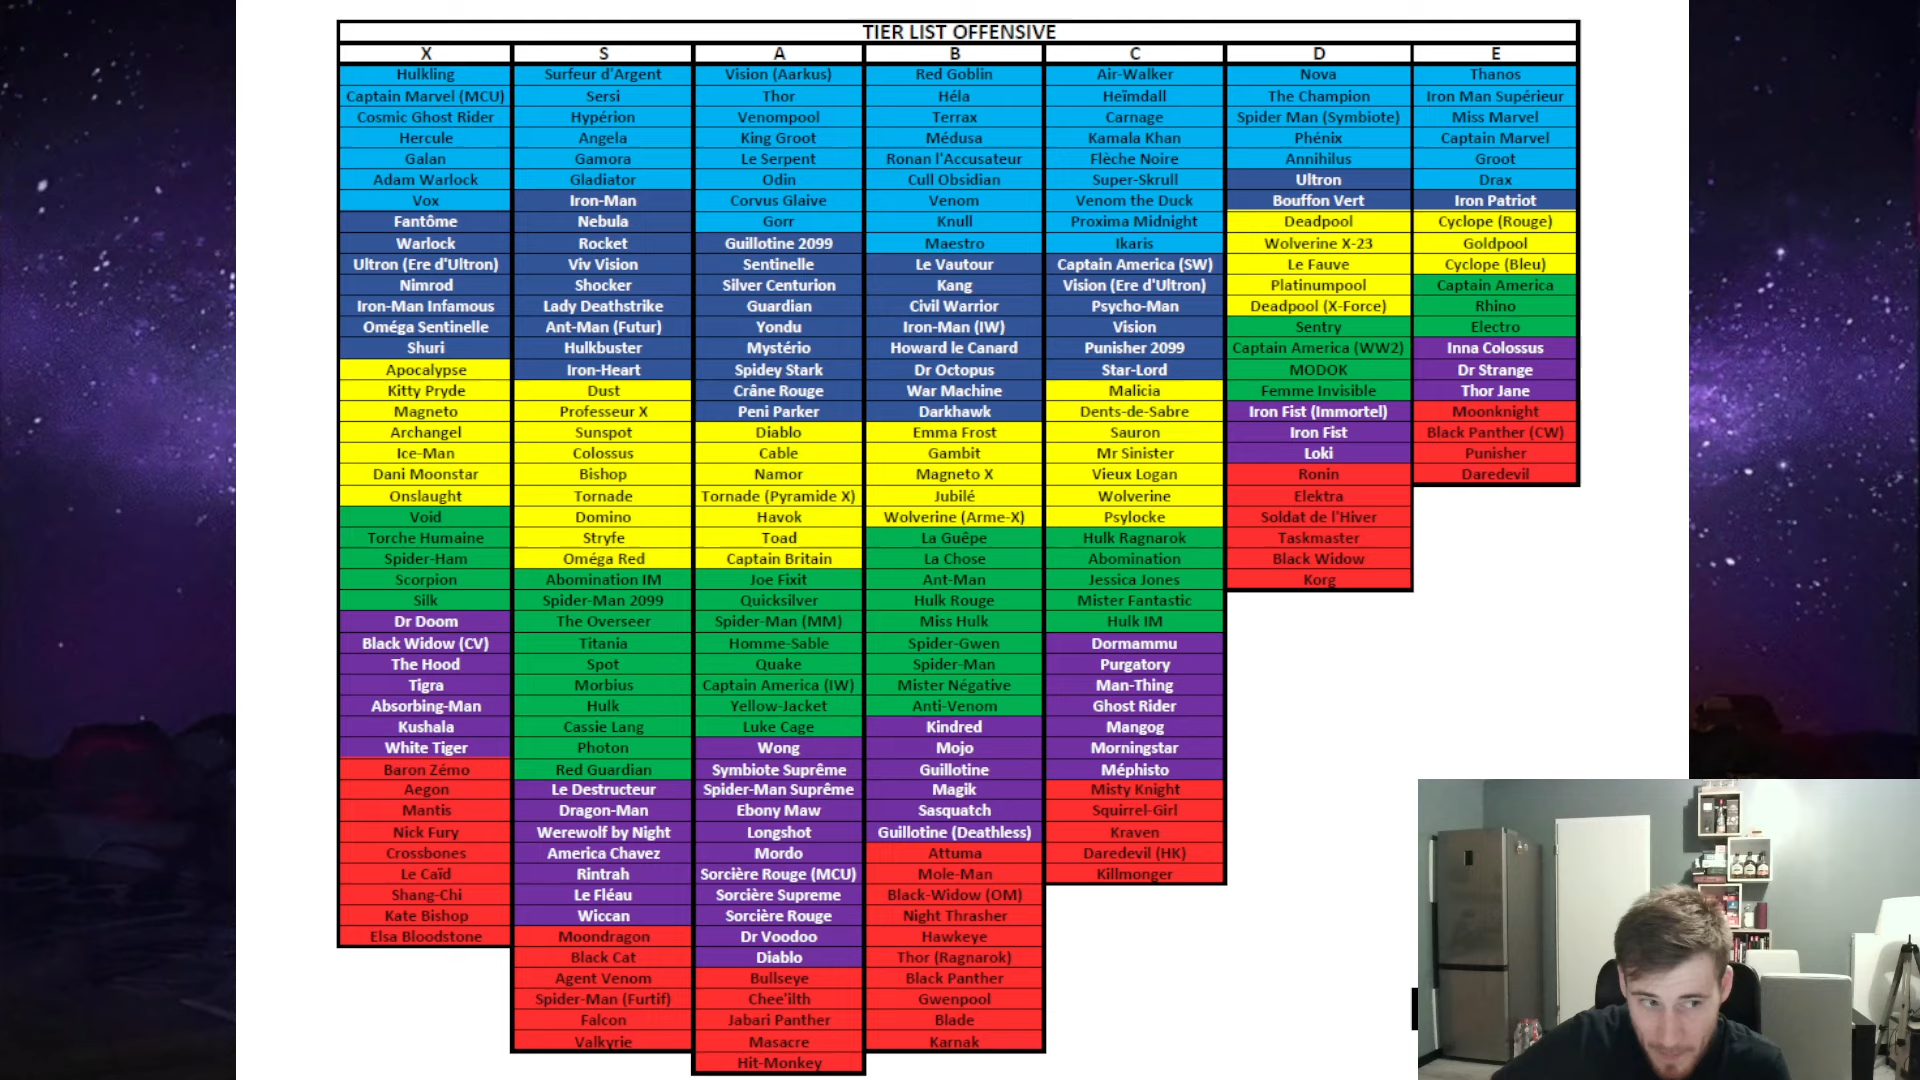 TIER LIST OFFENSIVE
X S A B C D E
Hulkling Surfeur d'Argent Vision (Aarkus) Red Goblin Air-Walker Nova Thanos
Captain Marvel (MCU) Sersi Thor Héla Heïmdall The Champion Iron Man Supérieur
Cosmic Ghost Rider Hypérion Venompool Terrax Carnage Spider Man (Symbiote) Miss Marvel
Hercule Angela King Groot Médusa Kamala Khan Phénix Captain Marvel
Galan Gamora Le Serpent Ronan l'Accusateur Flèche Noire Annihilus Groot
Adam Warlock Gladiator Odin Cull Obsidian Super-Skrull Ultron Drax
Vox Iron-Man Corvus Glaive Venom Venom the Duck Bouffon Vert Iron Patriot
Fantôme Nebula Gorr Knull Proxima Midnight Deadpool Cyclope (Rouge)
Warlock Rocket Guillotine 2099 Maestro Ikaris Wolverine X-23 Goldpool
Ultron (Ere d'Ultron) Viv Vision Sentinelle Le Vautour Captain America (SW) Le Fauve Cyclope (Bleu)
Nimrod Shocker Silver Centurion Kang Vision (Ere d'Ultron) Platinumpool Captain America
Iron-Man Infamous Lady Deathstrike Guardian Civil Warrior Psycho-Man Deadpool (X-Force) Rhino
Oméga Sentinelle Ant-Man (Futur) Yondu Iron-Man (IW) Vision Sentry Electro
Shuri Hulkbuster Mystério Howard le Canard Punisher 2099 Captain America (WW2) Inna Colossus
Apocalypse Iron-Heart Spidey Stark Dr Octopus Star-Lord MODOK Dr Strange
Kitty Pryde Dust Crâne Rouge War Machine Malicia Femme Invisible Thor Jane
Magneto Professeur X Peni Parker Darkhawk Dents-de-Sabre Iron Fist (Immortel) Moonknight
Archangel Sunspot Diablo Emma Frost Sauron Iron Fist Black Panther (CW)
Ice-Man Colossus Cable Gambit Mr Sinister Loki Punisher
Dani Moonstar Bishop Namor Magneto X Vieux Logan Ronin Daredevil
Onslaught Tornade Tornade (Pyramide X) Jubilé Wolverine Elektra
Void Domino Havok Wolverine (Arme-X) Psylocke Soldat de l'Hiver
Torche Humaine Stryfe Toad La Guêpe Hulk Ragnarok Taskmaster
Spider-Ham Oméga Red Captain Britain La Chose Abomination Black Widow
Scorpion Abomination IM Joe Fixit Ant-Man Jessica Jones Korg
Silk Spider-Man 2099 Quicksilver Hulk Rouge Mister Fantastic
Dr Doom The Overseer Spider-Man (MM) Miss Hulk Hulk IM
Black Widow (CV) Titania Homme-Sable Spider-Gwen Dormammu
The Hood Spot Quake Spider-Man Purgatory
Tigra Morbius Captain America (IW) Mister Négative Man-Thing
Absorbing-Man Hulk Yellow-Jacket Anti-Venom Ghost Rider
Kushala Cassie Lang Luke Cage Kindred Mangog
White Tiger Photon Wong Mojo Morningstar
Baron Zémo Red Guardian Symbiote Suprême Guillotine Méphisto
Aegon Le Destructeur Spider-Man Suprême Magik Misty Knight
Mantis Dragon-Man Ebony Maw Sasquatch Squirrel-Girl
Nick Fury Werewolf by Night Longshot Guillotine (Deathless) Kraven
Crossbones America Chavez Mordo Attuma Daredevil (HK)
Le Caïd Rintrah Sorcière Rouge (MCU) Mole-Man Killmonger
Shang-Chi Le Fléau Sorcière Supreme Black-Widow (OM)
Kate Bishop Wiccan Sorcière Rouge Night Thrasher
Elsa Bloodstone Moondragon Dr Voodoo Hawkeye
Black Cat Diablo Thor (Ragnarok)
Agent Venom Bullseye Black Panther
Spider-Man (Furtif) Chee'ilth Gwenpool
Falcon Jabari Panther Blade
Valkyrie Masacre Karnak
Hit-Monkey